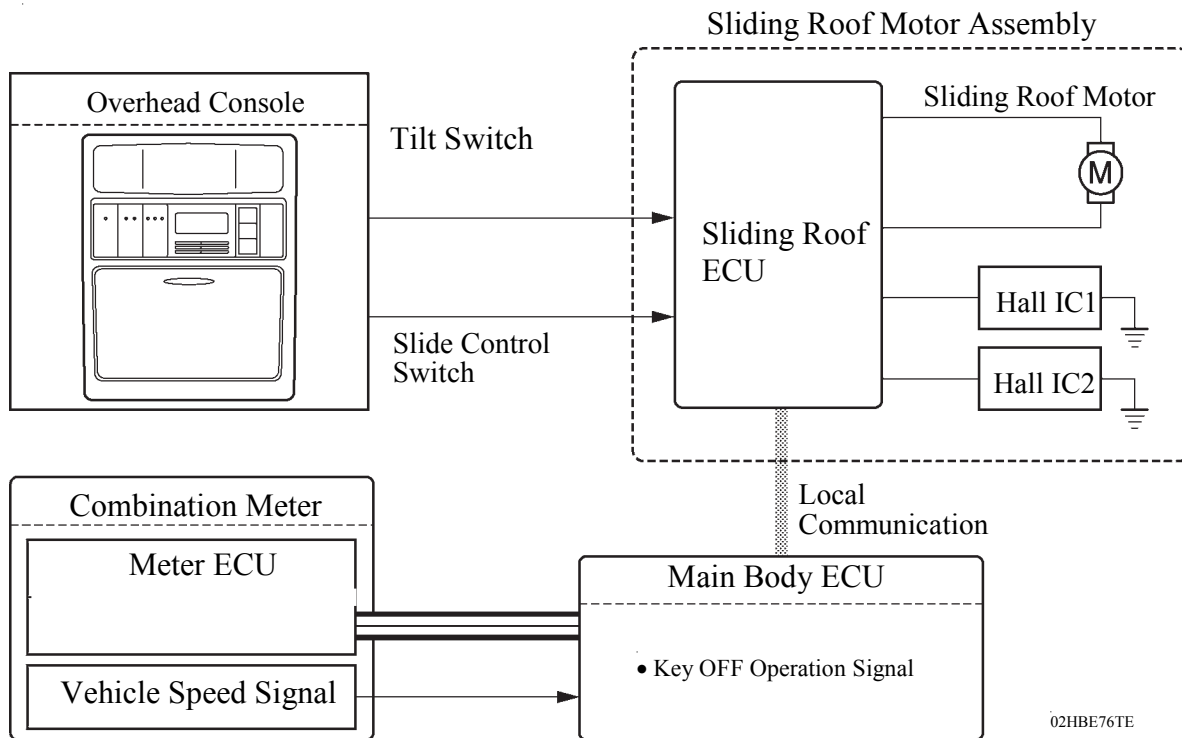 Sliding Roof Motor Assembly
Overhead Console
Tilt Switch
Sliding Roof Motor
M
Sliding Roof
ECU
Hall IC1
Slide Control
Switch
Hall IC2
Combination Meter
Local
Communication
Meter ECU
Main Body ECU
• Key OFF Operation Signal
Vehicle Speed Signal
02HBE76TE